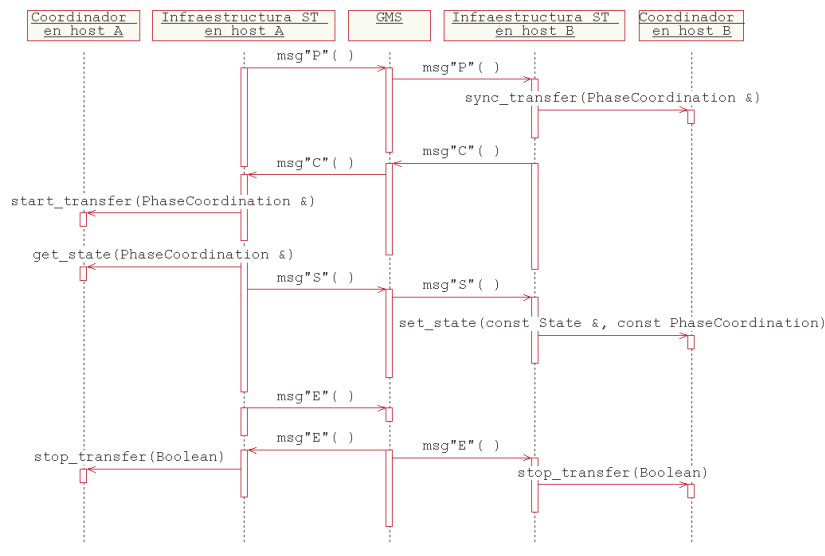 Coordinador en host A
Infraestructura ST en host A
GMS
Infraestructura ST en host B
Coordinador en host B
msg"P"( )
msg"P"( )
sync_transfer(PhaseCoordination &)
msg"C"( )
msg"C"( )
start_transfer(PhaseCoordination &)
get_state(PhaseCoordination &)
msg"S"( )
msg"S"( )
set_state(const State &, const PhaseCoordination)
msg"E"( )
msg"E"( )
msg"E"( )
stop_transfer(Boolean)
stop_transfer(Boolean)